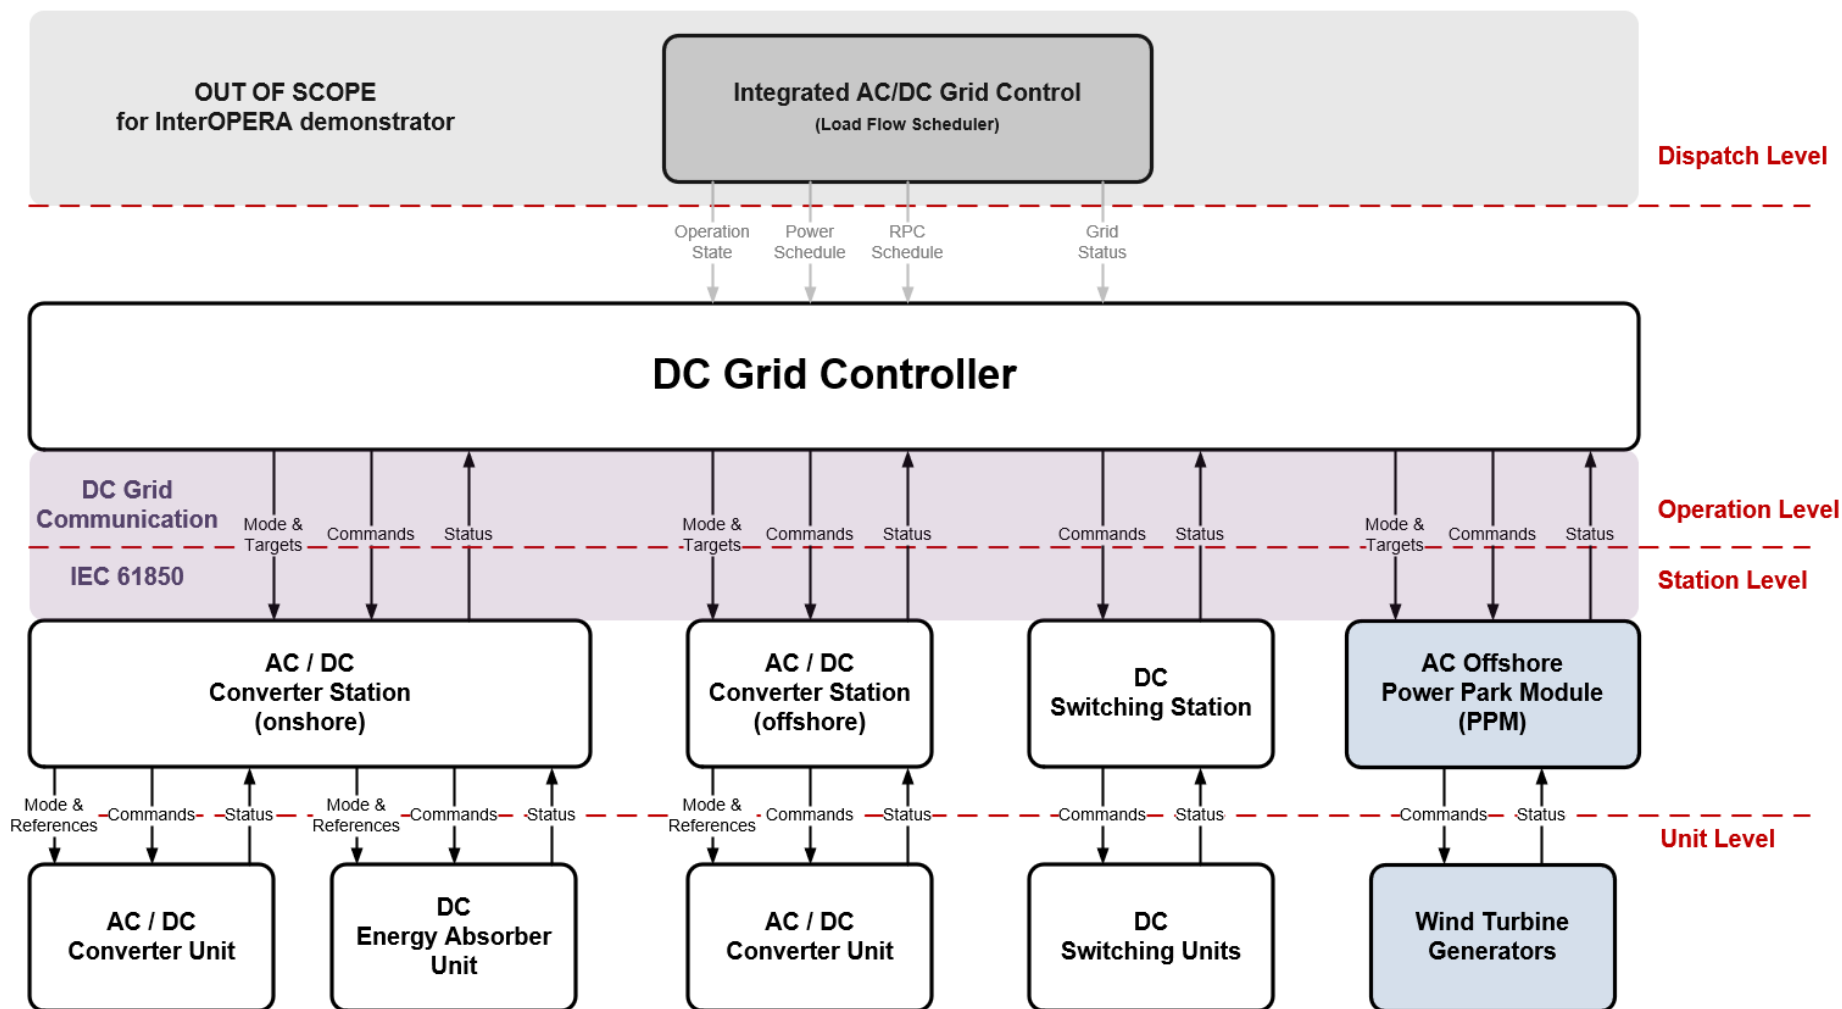 OUT OF SCOPE
for InterOPERA demonstrator
Integrated AC/DC Grid Control
(Load Flow Scheduler)
Dispatch Level
Operation
State
Power
Schedule
RPC
Schedule
Grid
Status
DC Grid Controller
DC Grid
Communication
Mode &
Targets
Commands
Status
Mode &
Targets
Commands
Status
Commands
Status
Mode &
Targets
Commands
Status
Operation Level
IEC 61850
Station Level
AC / DC
Converter Station
(onshore)
AC / DC
Converter Station
(offshore)
DC
Switching Station
AC Offshore
Power Park Module
(PPM)
Mode &
References
Commands
Status
Mode &
References
Commands
Status
Mode &
References
Commands
Status
Commands
Status
Commands
Status
Unit Level
AC / DC
Converter Unit
DC
Energy Absorber
Unit
AC / DC
Converter Unit
DC
Switching Units
Wind Turbine
Generators